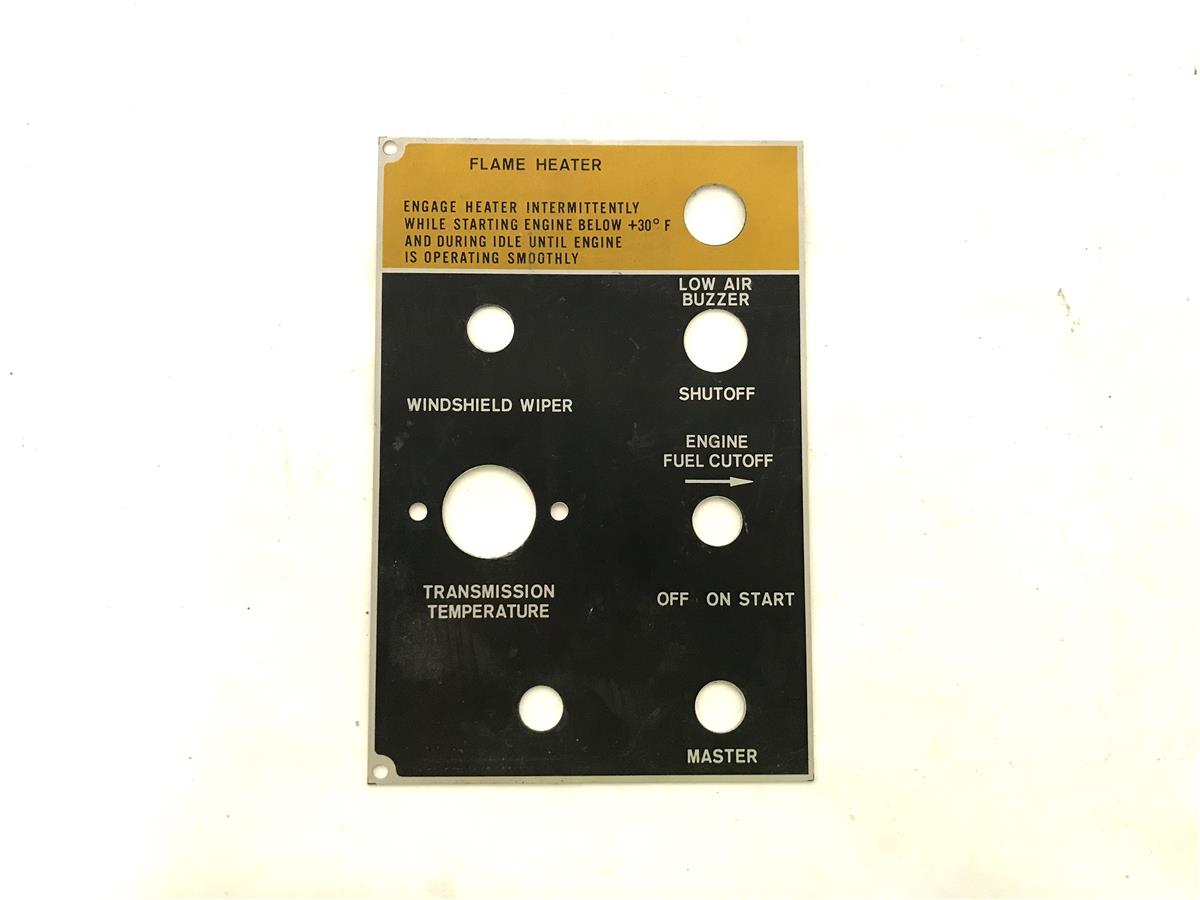 FLAME HEATER
ENGAGE HEATER INTERMITTENTLY
WHILE STARTING ENGINE BELOW +30° F
AND DURING IDLE UNTIL ENGINE
IS OPERATING SMOOTHLY
LOW AIR
BUZZER
SHUTOFF
WINDSHIELD WIPER
ENGINE
FUEL CUTOFF
TRANSMISSION
TEMPERATURE
OFF ON START
MASTER